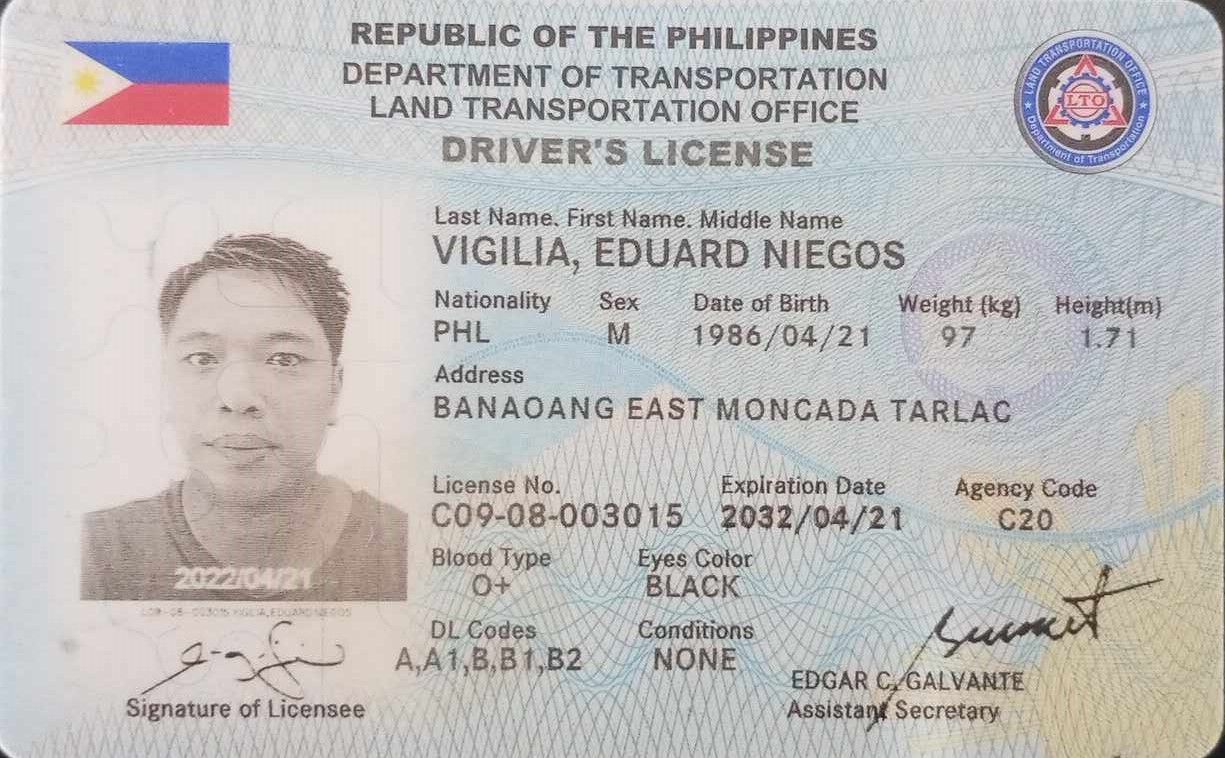 REPUBLIC OF THE PHILIPPINES
DEPARTMENT OF TRANSPORTATION
LAND TRANSPORTATION OFFICE
DRIVER'S LICENSE
LAND TRANSPORTATION OFFICE
LTO
Department of Transportation
Last Name. First Name. Middle Name
VIGILIA, EDUARD NIEGOS
Nationality Sex Date of Birth Weight (kg) Height(m)
PHL M 1986/04/21 97 1.71
Address
BANAOANG EAST MONCADA TARLAC
License No. Expiration Date Agency Code
C09-08-003015 2032/04/21 C20
Blood Type Eyes Color
O+ BLACK
2022/04/21
C09-08-003015 VIGILIA, EDUARD NIEGOS
DL Codes Conditions
A,A1,B,B1,B2 NONE
Signature of Licensee
EDGAR C. GALVANTE
Assistant Secretary